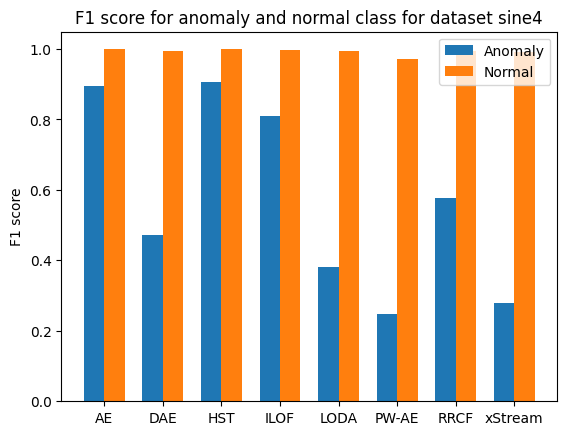 F1 score for anomaly and normal class for dataset sine4
Anomaly
Normal
F1 score
1.0
0.8
0.6
0.4
0.2
0.0
AE DAE HST ILOF LODA PW-AE RRCF xStream